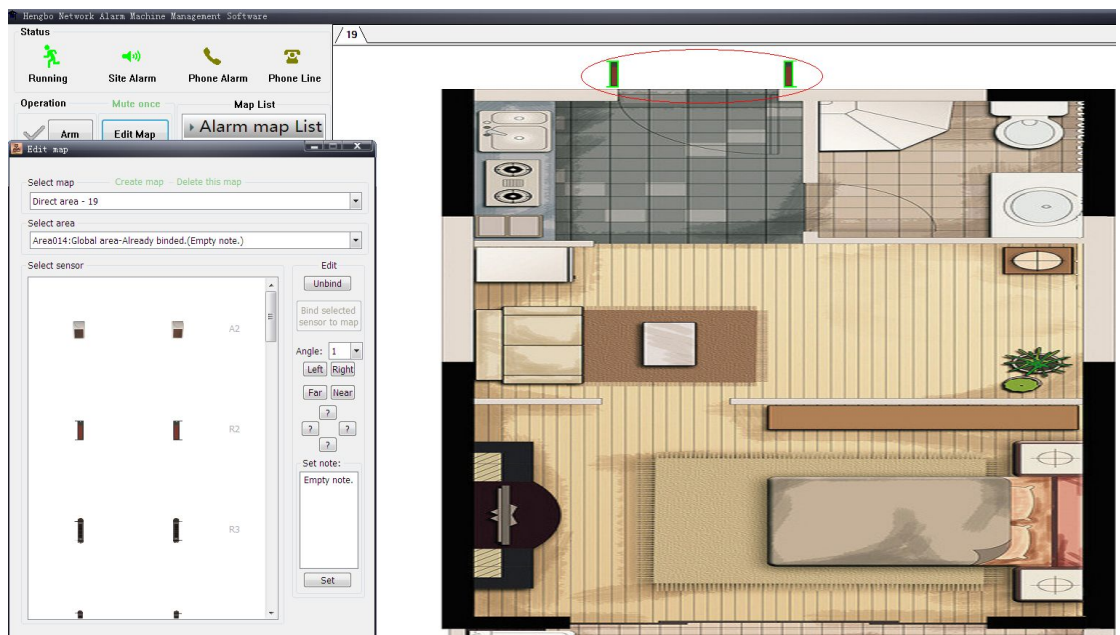 Hengbo Network Alarm Machine Management Software
Status
19
Running
Site Alarm
Phone Alarm
Phone Line
Operation
Mute once
Map List
Arm
Edit Map
Alarm map List
Edit map
Select map
Create map
Delete this map
Direct area - 19
Select area
Area014:Global area-Already binded.(Empty note.)
Select sensor
Edit
Unbind
A2
Bind selected
sensor to map
Angle: 1
Left Right
Far Near
?
? ?
?
R2
Set note:
Empty note.
R3
Set